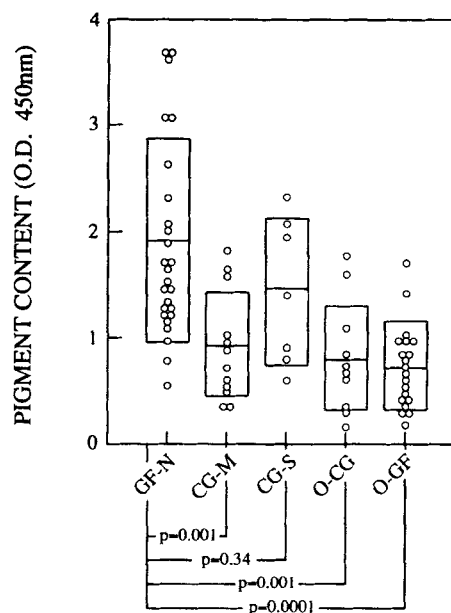 PIGMENT CONTENT (O.D. 450nm)
4
3
2
1
0
GF-N
CG-M
CG-S
O-CG
O-GF
p=0.001
p=0.34
p=0.001
p=0.0001